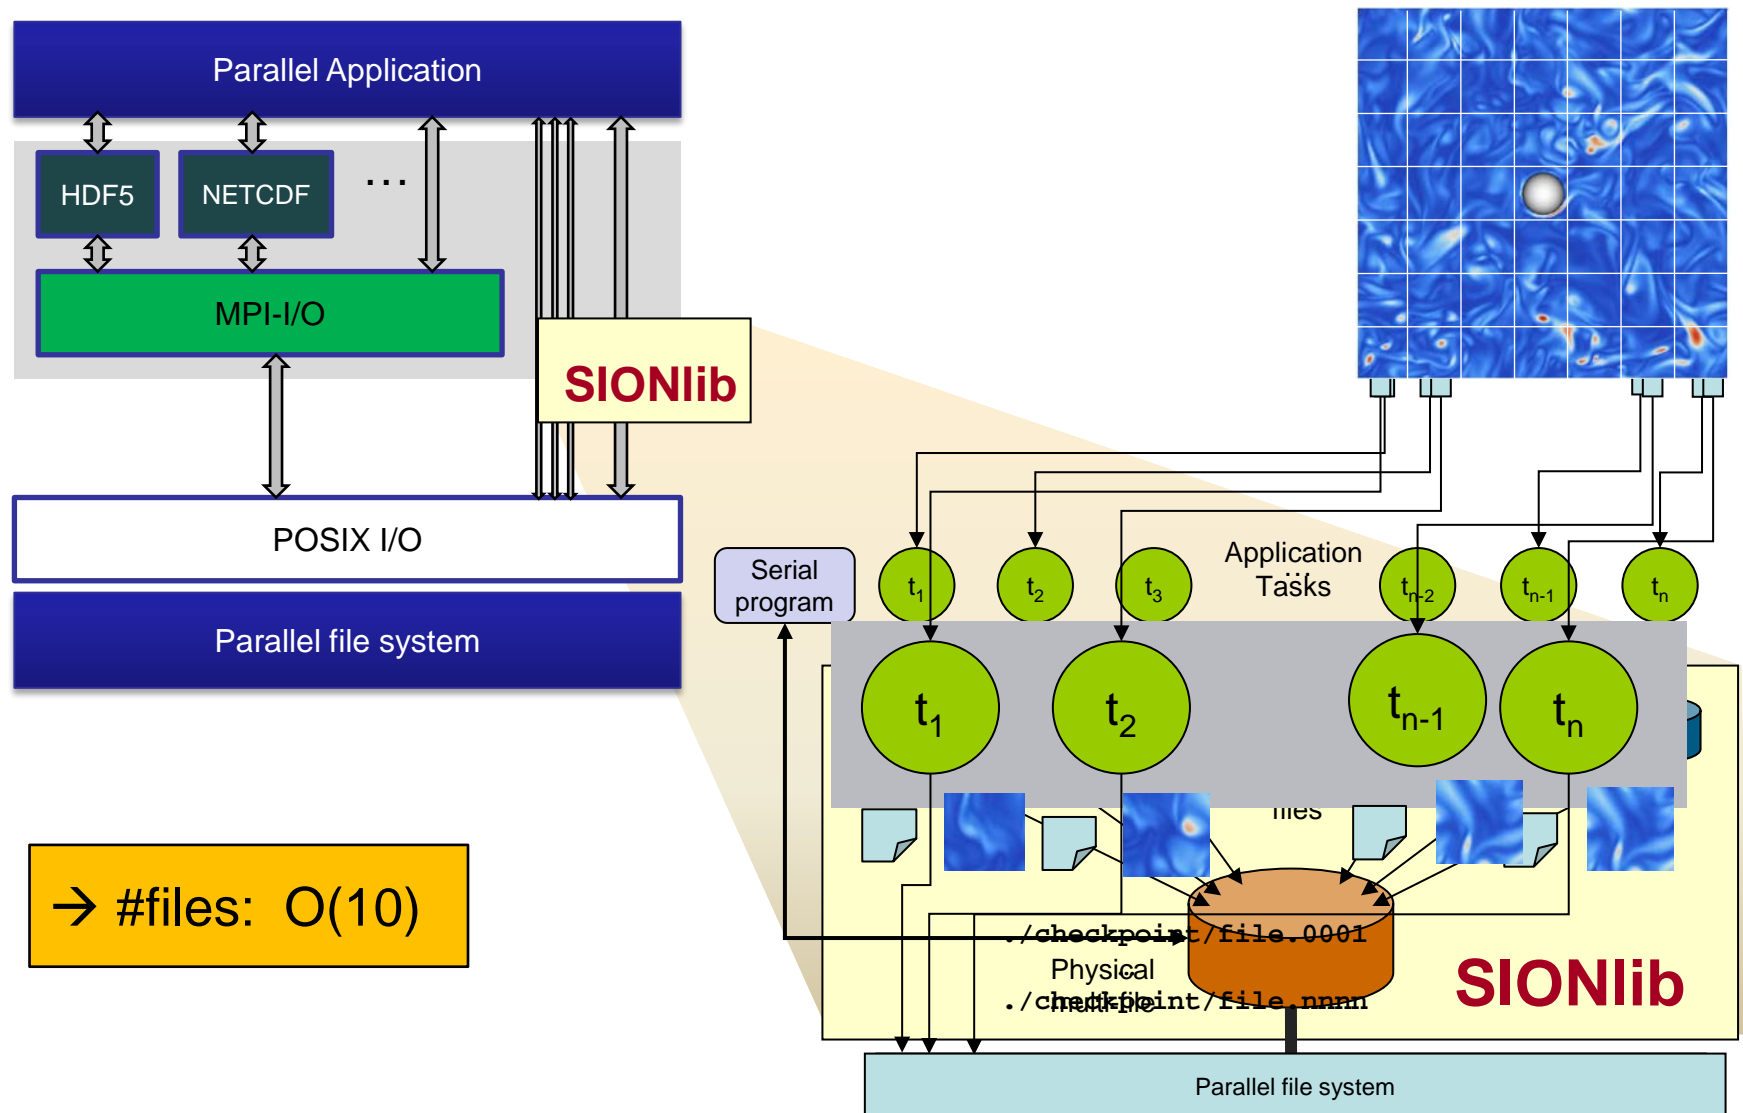 Parallel Application
HDF5
NETCDF
...
MPI-I/O
SIONlib
POSIX I/O
Parallel file system
→ #files: O(10)
Serial
program
Application
Tasks
...
t1
t2
t3
tn-2
tn-1
tn
t1
t2
tn-1
tn
files
./checkpoint/file.0001
...
./checkpoint/file.nnnn
Physical
multi-file
SIONlib
Parallel file system